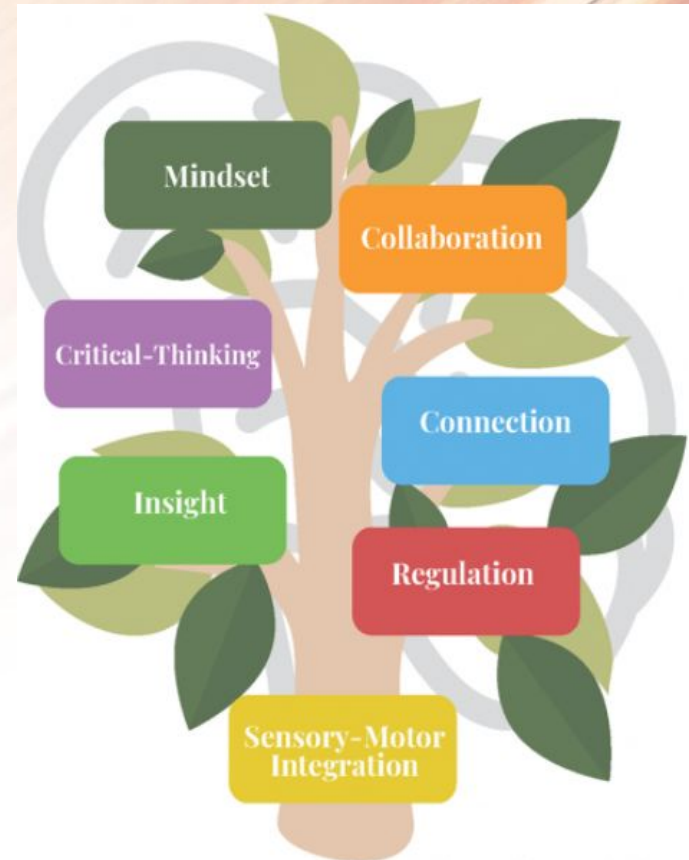 Mindset
Collaboration
Critical-Thinking
Connection
Insight
Regulation
Sensory-Motor
Integration